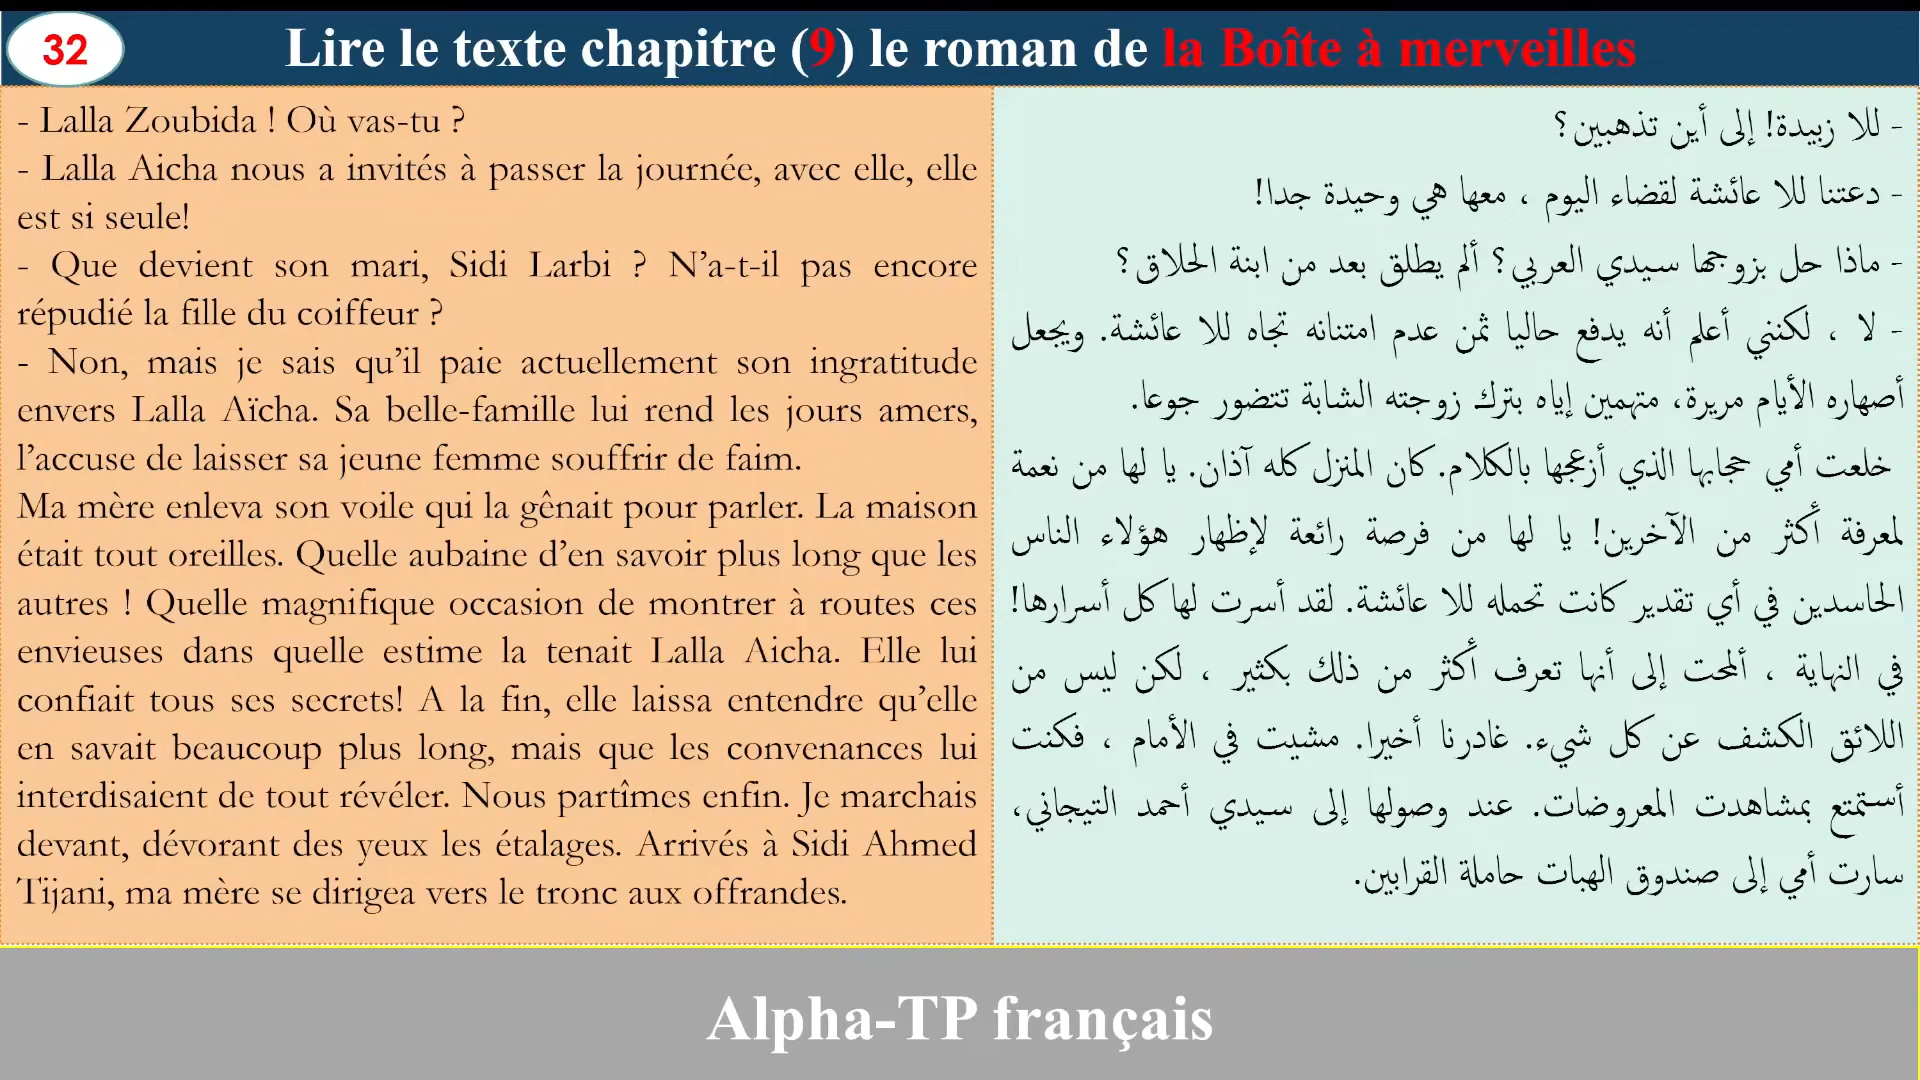 32
Lire le texte chapitre (9) le roman de la Boîte à merveilles
- Lalla Zoubida ! Où vas-tu ?
- Lalla Aicha nous a invités à passer la journée, avec elle, elle
est si seule!
- Que devient son mari, Sidi Larbi ? N’a-t-il pas encore
répudié la fille du coiffeur ?
- Non, mais je sais qu’il paie actuellement son ingratitude
envers Lalla Aïcha. Sa belle-famille lui rend les jours amers,
l’accuse de laisser sa jeune femme souffrir de faim.
Ma mère enleva son voile qui la gênait pour parler. La maison
était tout oreilles. Quelle aubaine d’en savoir plus long que les
autres ! Quelle magnifique occasion de montrer à routes ces
envieuses dans quelle estime la tenait Lalla Aicha. Elle lui
confiait tous ses secrets! A la fin, elle laissa entendre qu’elle
en savait beaucoup plus long, mais que les convenances lui
interdisaient de tout révéler. Nous partîmes enfin. Je marchais
devant, dévorant des yeux les étalages. Arrivés à Sidi Ahmed
Tijani, ma mère se dirigea vers le tronc aux offrandes.
- للا زبيدة! إلى أين تذهبين؟
- دعتنا للا عائشة لقضاء اليوم ، معها هي وحيدة جدا!
- ماذا حل بزوجها سيدي العربي؟ ألم يطلق بعد من ابنة الحلاق؟
- لا ، لكنني أعلم أنه يدفع حاليا ثمن عدم امتنانه تجاه للا عائشة. ويجعل
أصهاره الأيام مريرة، متهمين إياه بترك زوجته الشابة تتضور جوعا.
خلعت أمي حجابها الذي أزعجها بالكلام. كان المنزل كله آذان. يا لها من نعمة
لمعرفة أكثر من الآخرين! يا لها من فرصة رائعة لإظهار هؤلاء الناس
الحاسدين في أي تقدير كانت تحمله للا عائشة. لقد أسرت لها كل أسرارها!
في النهاية ، ألمحت إلى أنها تعرف أكثر من ذلك بكثير ، لكن ليس من
اللائق الكشف عن كل شيء. غادرنا أخيرا. مشيت في الأمام ، فكنت
أستمتع بمشاهدت المعروضات. عند وصولها إلى سيدي أحمد التيجاني،
سارت أمي إلى صندوق الهبات حاملة القرابين.
Alpha-TP français